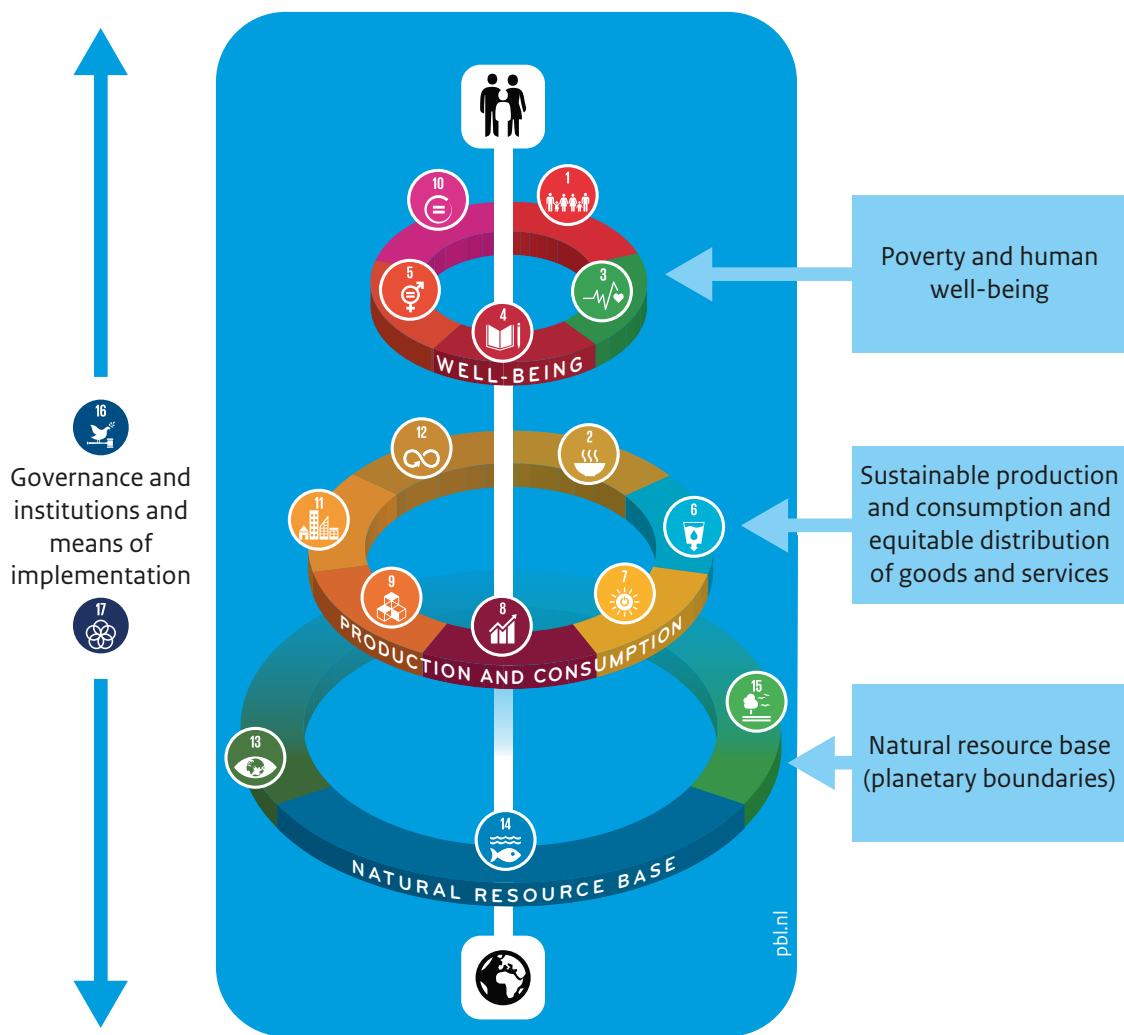 10
1
5
3
4
WELL-BEING
Poverty and human
well-being
16
Governance and
institutions and
means of
implementation
17
12
2
11
6
9
7
8
PRODUCTION AND CONSUMPTION
Sustainable production
and consumption and
equitable distribution
of goods and services
15
13
14
NATURAL RESOURCE BASE
Natural resource base
(planetary boundaries)
pbl.nl